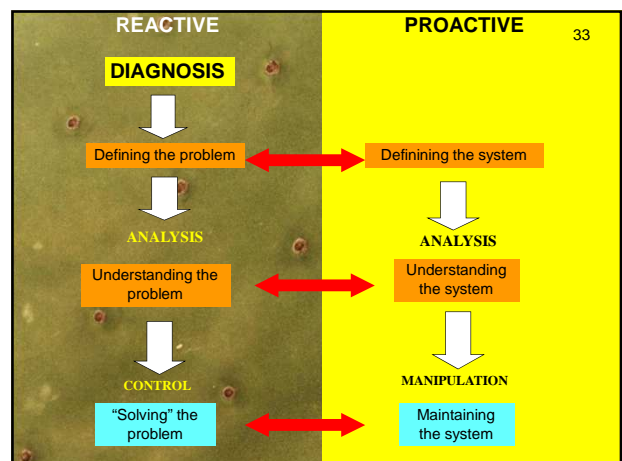 REACTIVE
PROACTIVE
33
DIAGNOSIS
Defining the problem
Definining the system
ANALYSIS
ANALYSIS
Understanding the
problem
Understanding
the system
CONTROL
MANIPULATION
“Solving” the
problem
Maintaining
the system